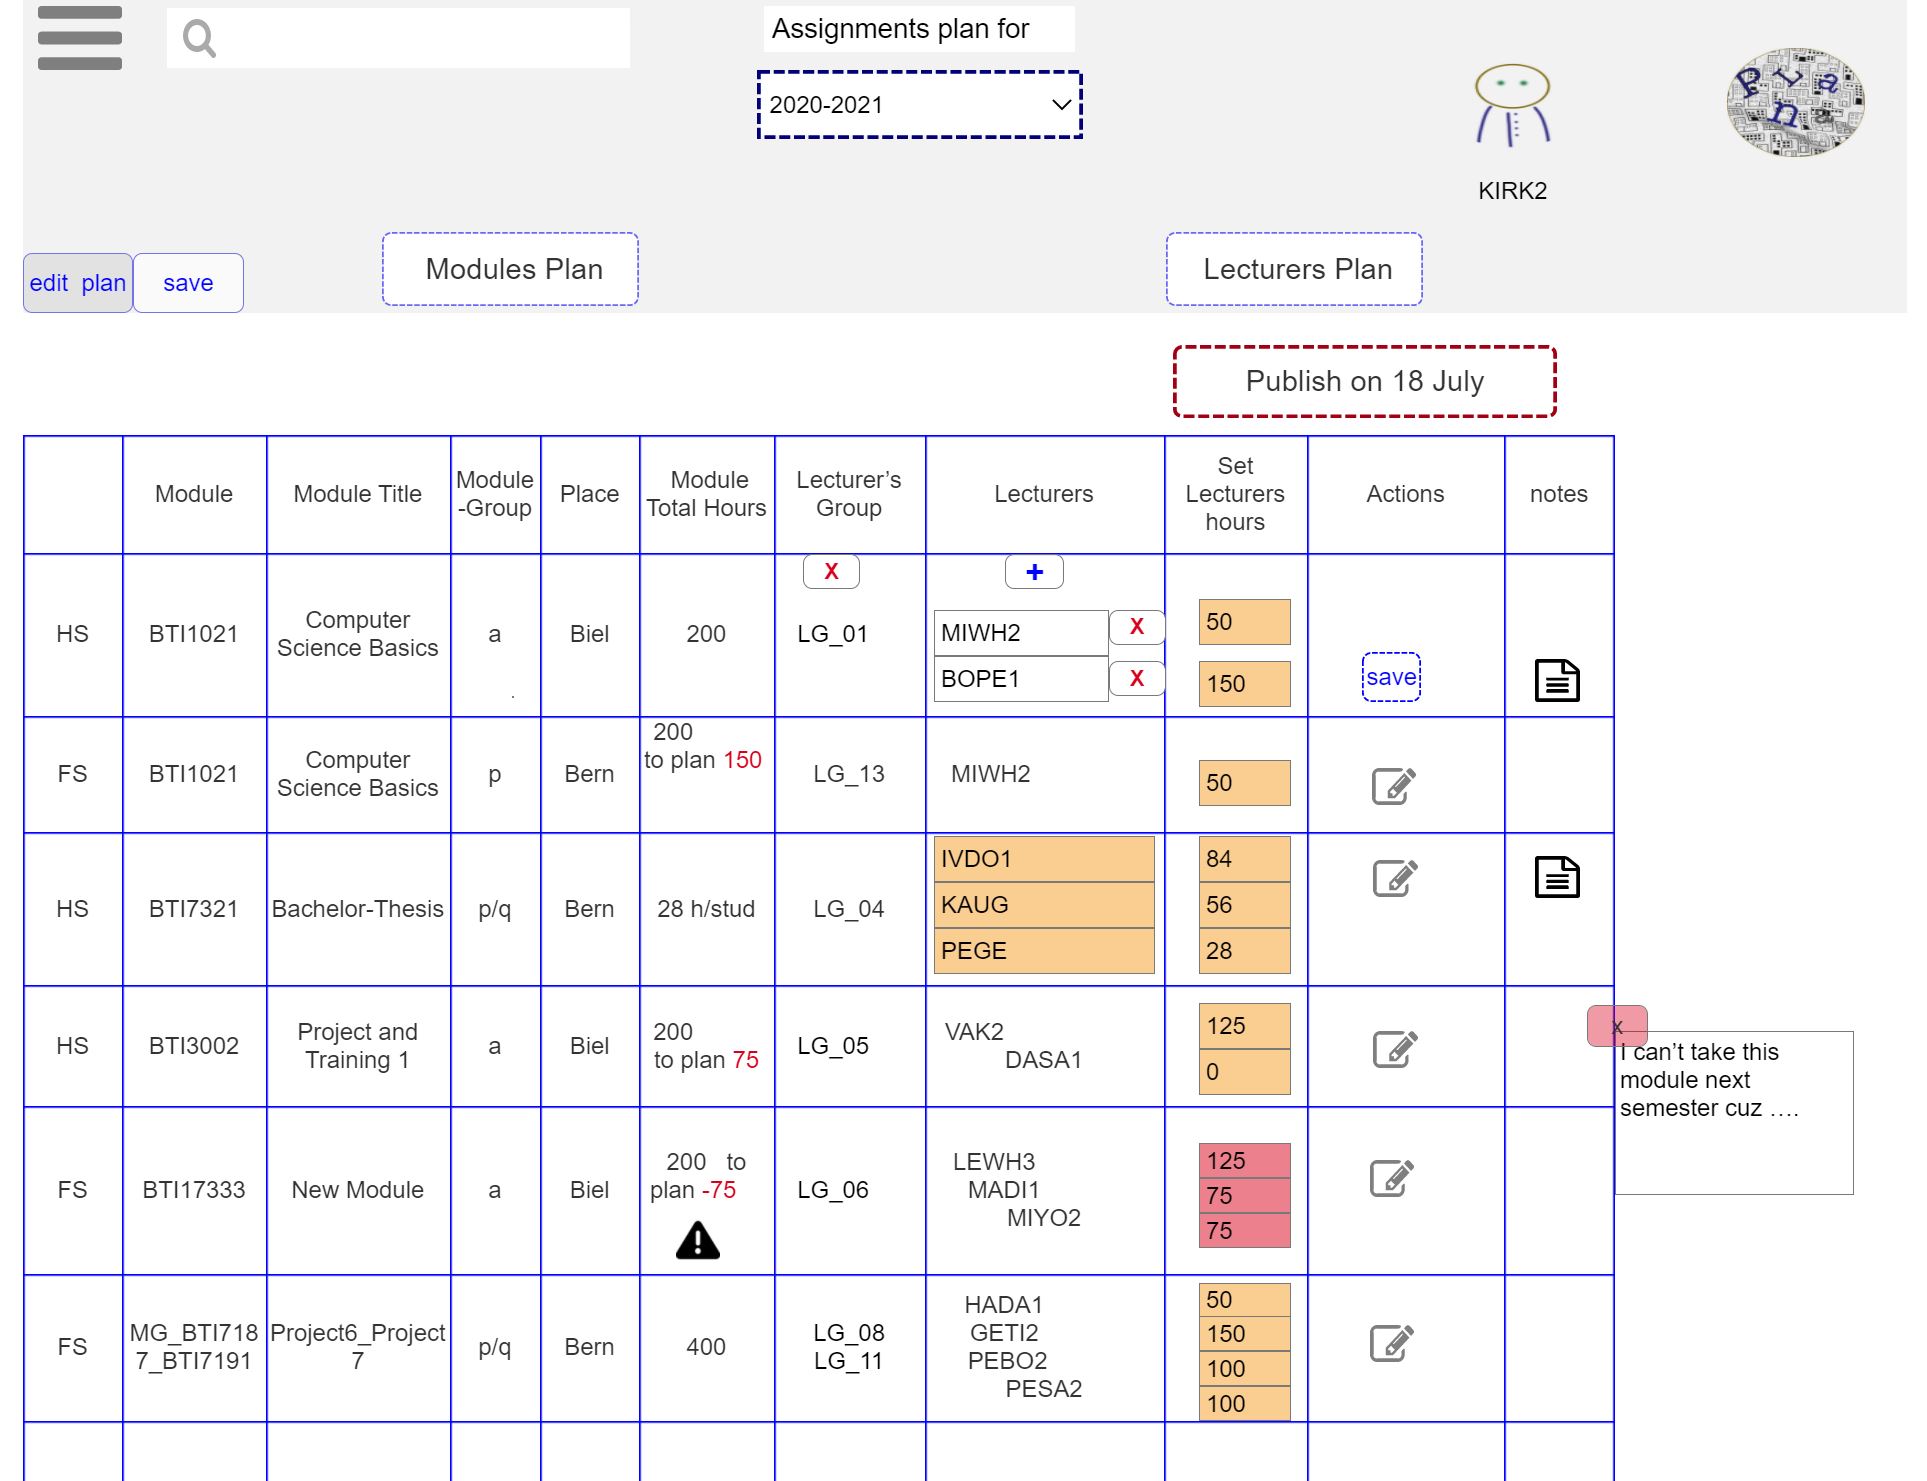 Assignments plan for
2020-2021
P L a n a
KIRK2
edit plan
save
Modules Plan
Lecturers Plan
Publish on 18 July
Module
Module Title
Module
-Group
Place
Module
Total Hours
Lecturer’s
Group
Lecturers
Set
Lecturers
hours
Actions
notes
X
+
HS
BTI1021
Computer
Science Basics
a
.
Biel
200
LG_01
MIWH2
X
BOPE1
X
50
150
save
FS
BTI1021
Computer
Science Basics
p
Bern
200
to plan 150
LG_13
MIWH2
50
HS
BTI7321
Bachelor-Thesis
p/q
Bern
28 h/stud
LG_04
IVDO1
KAUG
PEGE
84
56
28
HS
BTI3002
Project and
Training 1
a
Biel
200
to plan 75
LG_05
VAK2
DASA1
125
0
x
I can’t take this
module next
semester cuz ….
FS
BTI17333
New Module
a
Biel
200 to
plan -75
LG_06
LEWH3
MADI1
MIYO2
125
75
75
FS
MG_BTI718
7_BTI7191
Project6_Project
7
p/q
Bern
400
LG_08
LG_11
HADA1
GETI2
PEBO2
PESA2
50
150
100
100